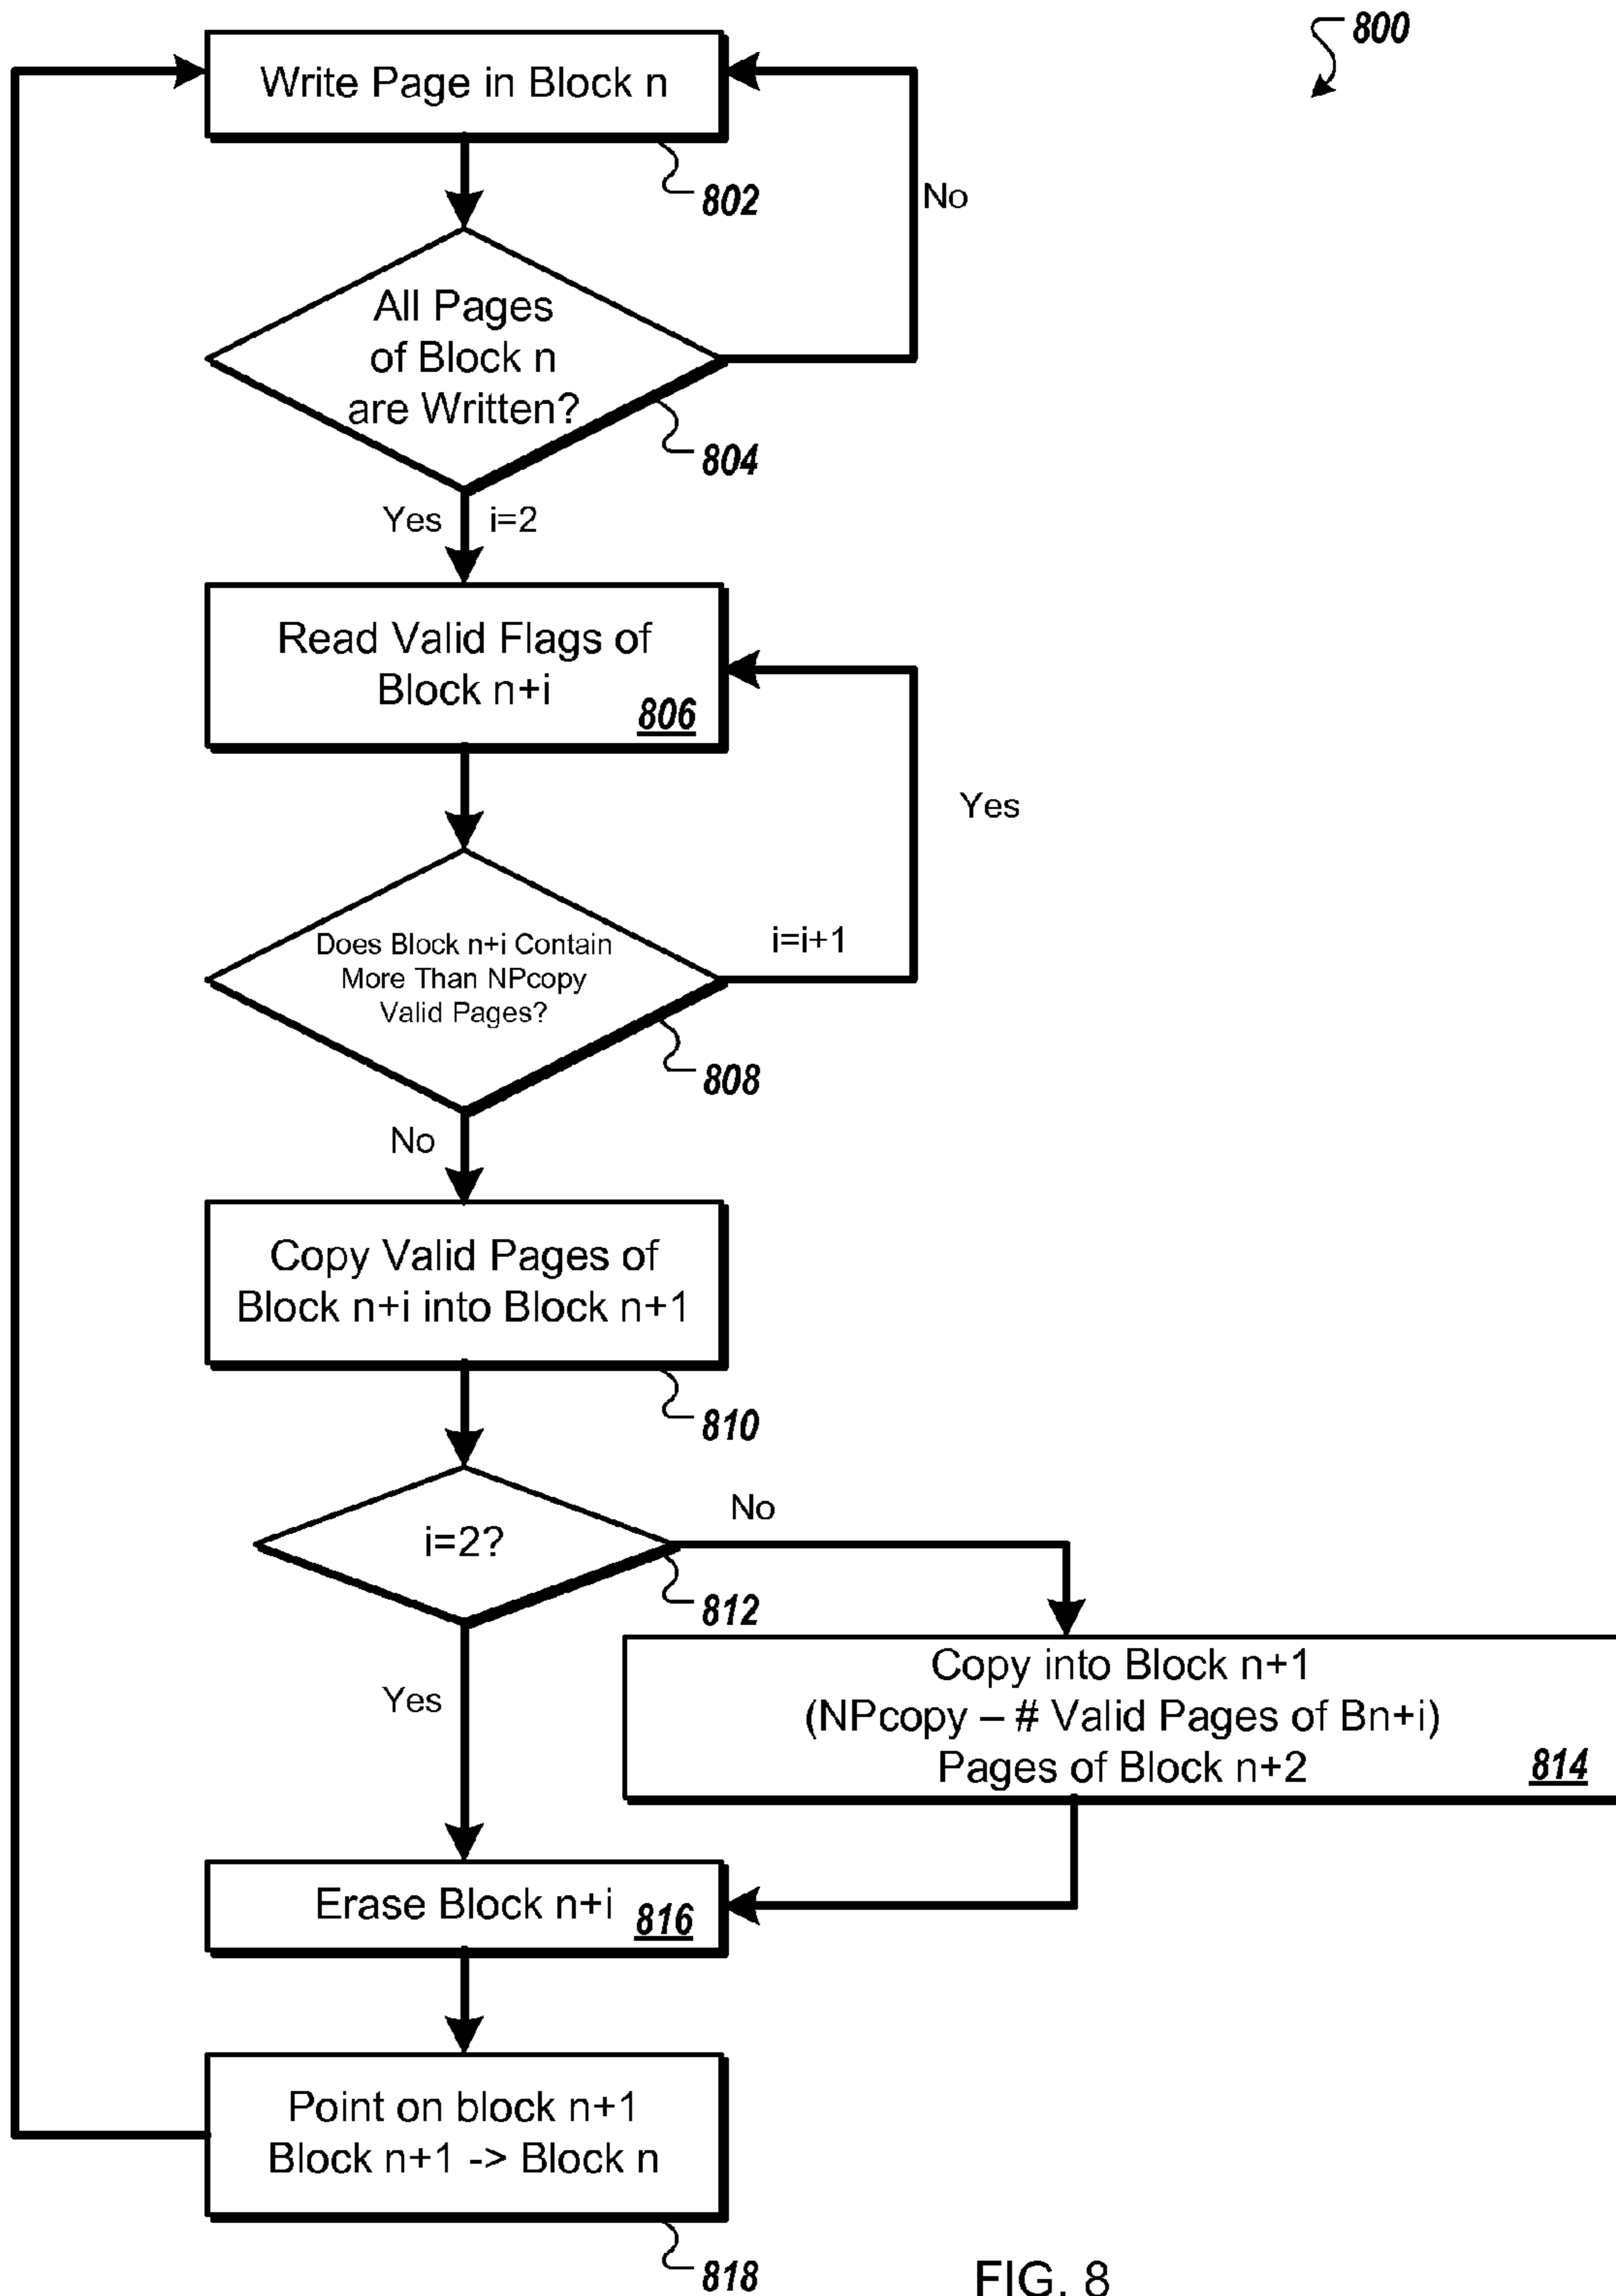 800
Write Page in Block n
802
No
All Pages
of Block n
are Written?
804
Yes
i=2
Read Valid Flags of
Block n+i
806
Yes
Does Block n+i Contain
More Than NPcopy
Valid Pages?
i=i+1
808
No
Copy Valid Pages of
Block n+i into Block n+1
810
i=2?
No
812
Yes
Copy into Block n+1
(NPcopy – # Valid Pages of Bn+i)
Pages of Block n+2
814
Erase Block n+i
816
Point on block n+1
Block n+1 -> Block n
818
FIG. 8